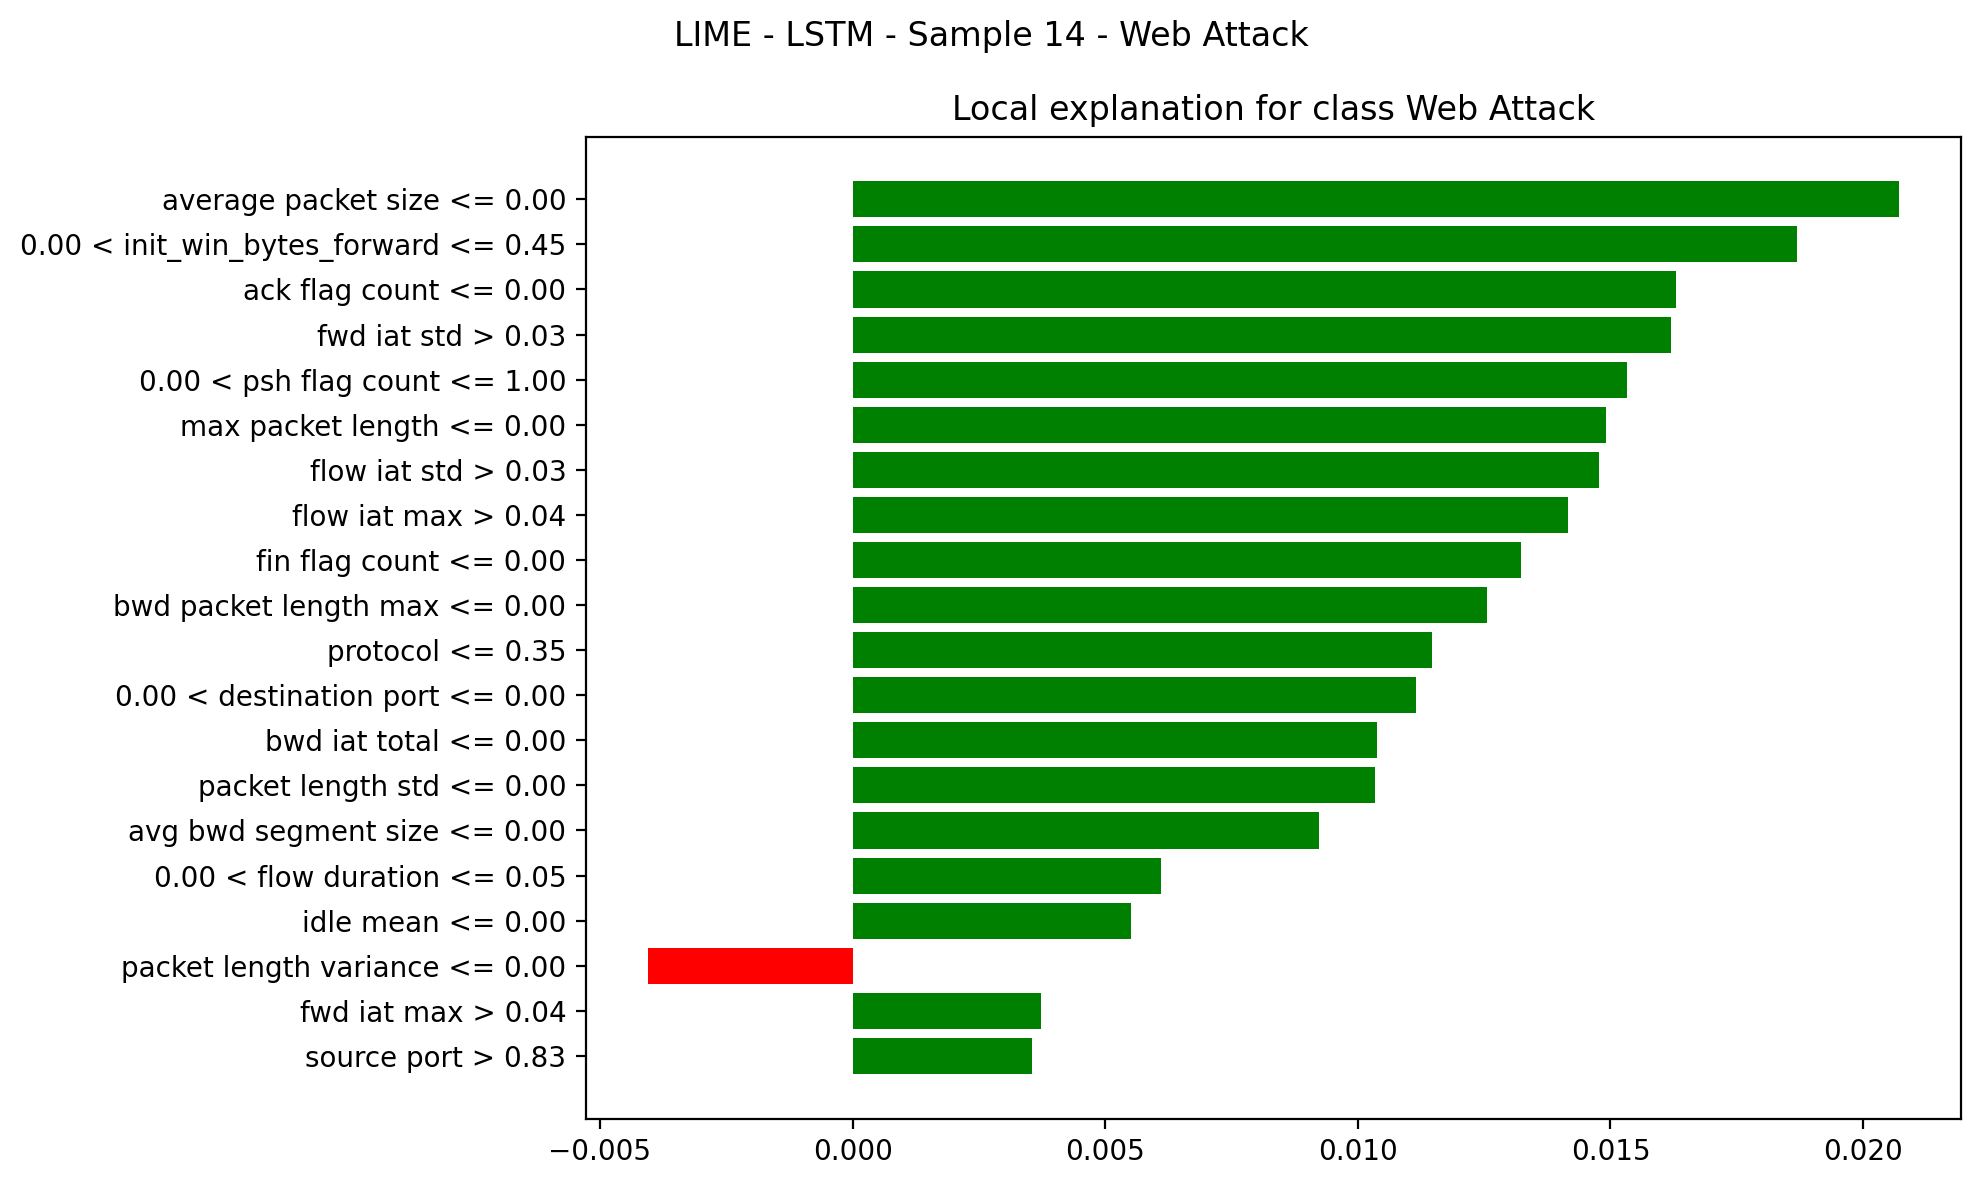 LIME - LSTM - Sample 14 - Web Attack
Local explanation for class Web Attack
average packet size <= 0.00
0.00 < init_win_bytes_forward <= 0.45
ack flag count <= 0.00
fwd iat std > 0.03
0.00 < psh flag count <= 1.00
max packet length <= 0.00
flow iat std > 0.03
flow iat max > 0.04
fin flag count <= 0.00
bwd packet length max <= 0.00
protocol <= 0.35
0.00 < destination port <= 0.00
bwd iat total <= 0.00
packet length std <= 0.00
avg bwd segment size <= 0.00
0.00 < flow duration <= 0.05
idle mean <= 0.00
packet length variance <= 0.00
fwd iat max > 0.04
source port > 0.83
−0.005 0.000 0.005 0.010 0.015 0.020